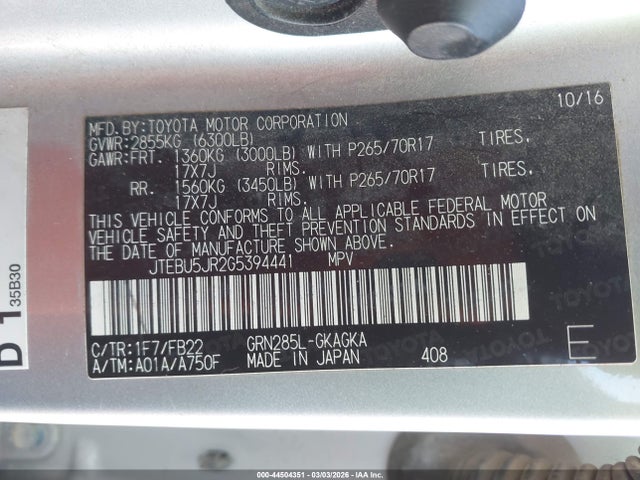 10/16
MFD.BY:TOYOTA MOTOR CORPORATION
GVWR:2855KG (6300LB)
GAWR:FRT. 1360KG (3000LB) WITH P265/70R17 TIRES.
17X7J RIMS.
RR. 1560KG (3450LB) WITH P265/70R17 TIRES.
17X7J RIMS.
THIS VEHICLE CONFORMS TO ALL APPLICABLE FEDERAL MOTOR
VEHICLE SAFETY AND THEFT PREVENTION STANDARDS IN EFFECT ON
THE DATE OF MANUFACTURE SHOWN ABOVE.
JTEBU5JR2G5394441 MPV
C/TR:1F7/FB22 GRN285L-GKAGKA
A/TM:A01A/A750F MADE IN JAPAN 408 E
D 1 35B30
000-44504351 | 03/03/2026 - IAA, LLC